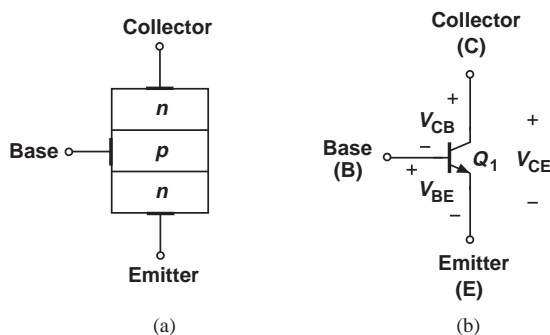 Collector
n
Base p
n
Emitter
(a)
Collector
(C)
+
V_CB +
Base −
(B) + Q_1 V_CE
V_BE
− −
Emitter
(E)
(b)